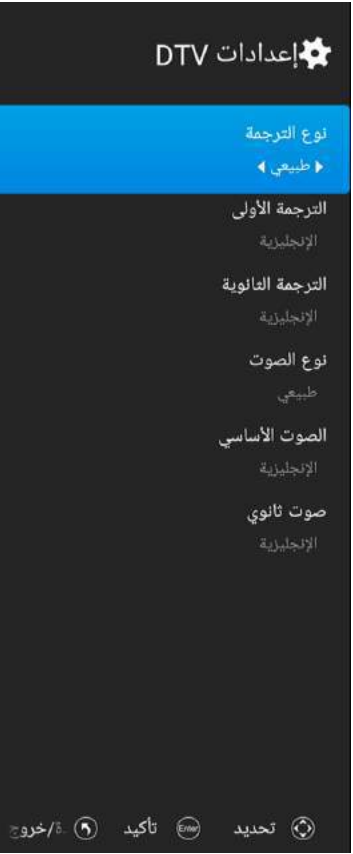 إعدادات DTV
نوع الترجمة
طبيعي
الترجمة الأولى
الإنجليزية
الترجمة الثانوية
الإنجليزية
نوع الصوت
طبيعي
الصوت الأساسي
الإنجليزية
صوت ثانوي
الإنجليزية
تحديد Enter تأكيد ة/خروج